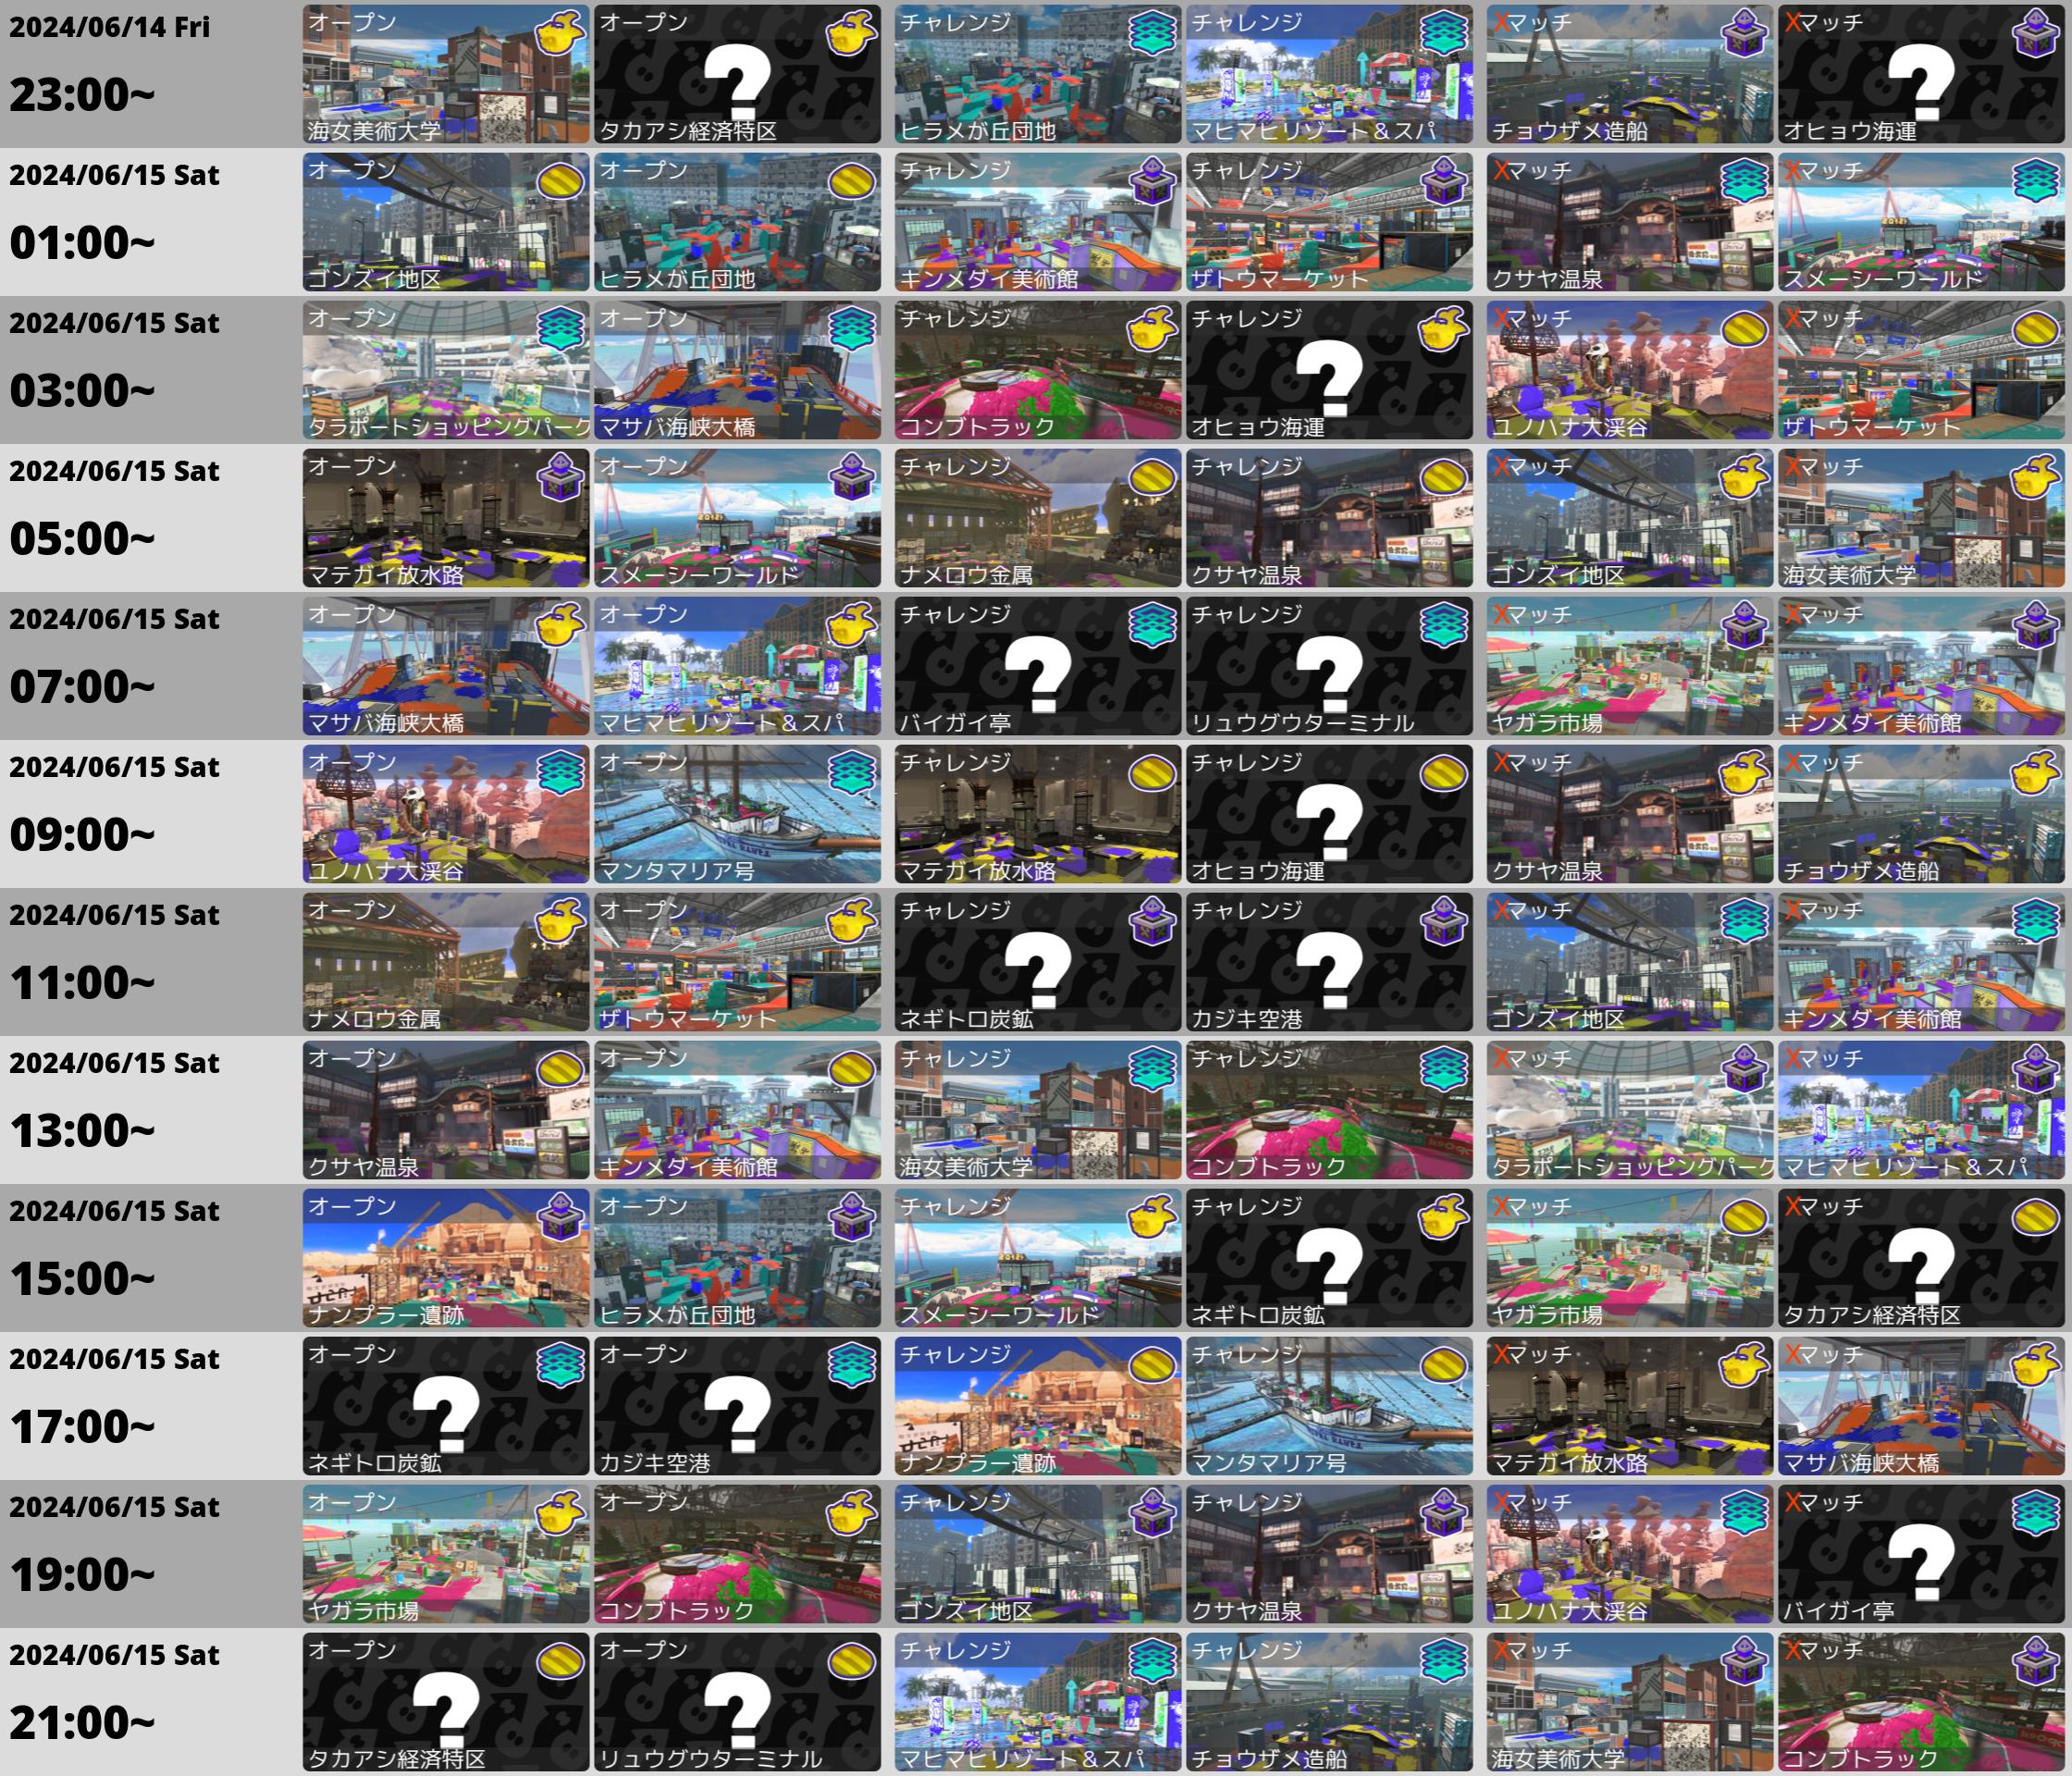 2024/06/14 Fri
23:00~
オープン オープン チャレンジ チャレンジ Xマッチ Xマッチ
海女美術大学 タカアシ経済特区 ヒラメが丘団地 マヒマヒリゾート＆スパ チョウザメ造船 オヒョウ海運
2024/06/15 Sat
01:00~
オープン オープン チャレンジ チャレンジ Xマッチ Xマッチ
ゴンズイ地区 ヒラメが丘団地 キンメダイ美術館 ザトウマーケット クサヤ温泉 スメーシーワールド
2024/06/15 Sat
03:00~
オープン オープン チャレンジ チャレンジ Xマッチ Xマッチ
タラポートショッピングパーク マサバ海峡大橋 コンブトラック オヒョウ海運 ユノハナ大渓谷 ザトウマーケット
2024/06/15 Sat
05:00~
オープン オープン チャレンジ チャレンジ Xマッチ Xマッチ
マテガイ放水路 スメーシーワールド ナメロウ金属 クサヤ温泉 ゴンズイ地区 海女美術大学
2024/06/15 Sat
07:00~
オープン オープン チャレンジ チャレンジ Xマッチ Xマッチ
マサバ海峡大橋 マヒマヒリゾート＆スパ バイガイ亭 リュウグウターミナル ヤガラ市場 キンメダイ美術館
2024/06/15 Sat
09:00~
オープン オープン チャレンジ チャレンジ Xマッチ Xマッチ
ユノハナ大渓谷 マンタマリア号 マテガイ放水路 オヒョウ海運 クサヤ温泉 チョウザメ造船
2024/06/15 Sat
11:00~
オープン オープン チャレンジ チャレンジ Xマッチ Xマッチ
ナメロウ金属 ザトウマーケット ネギトロ炭鉱 カジキ空港 ゴンズイ地区 キンメダイ美術館
2024/06/15 Sat
13:00~
オープン オープン チャレンジ チャレンジ Xマッチ Xマッチ
クサヤ温泉 キンメダイ美術館 海女美術大学 コンブトラック タラポートショッピングパーク マヒマヒリゾート＆スパ
2024/06/15 Sat
15:00~
オープン オープン チャレンジ チャレンジ Xマッチ Xマッチ
ナンプラー遺跡 ヒラメが丘団地 スメーシーワールド ネギトロ炭鉱 ヤガラ市場 タカアシ経済特区
2024/06/15 Sat
17:00~
オープン オープン チャレンジ チャレンジ Xマッチ Xマッチ
ネギトロ炭鉱 カジキ空港 ナンプラー遺跡 マンタマリア号 マテガイ放水路 マサバ海峡大橋
2024/06/15 Sat
19:00~
オープン オープン チャレンジ チャレンジ Xマッチ Xマッチ
ヤガラ市場 コンブトラック ゴンズイ地区 クサヤ温泉 ユノハナ大渓谷 バイガイ亭
2024/06/15 Sat
21:00~
オープン オープン チャレンジ チャレンジ Xマッチ Xマッチ
タカアシ経済特区 リュウグウターミナル マヒマヒリゾート＆スパ チョウザメ造船 海女美術大学 コンブトラック